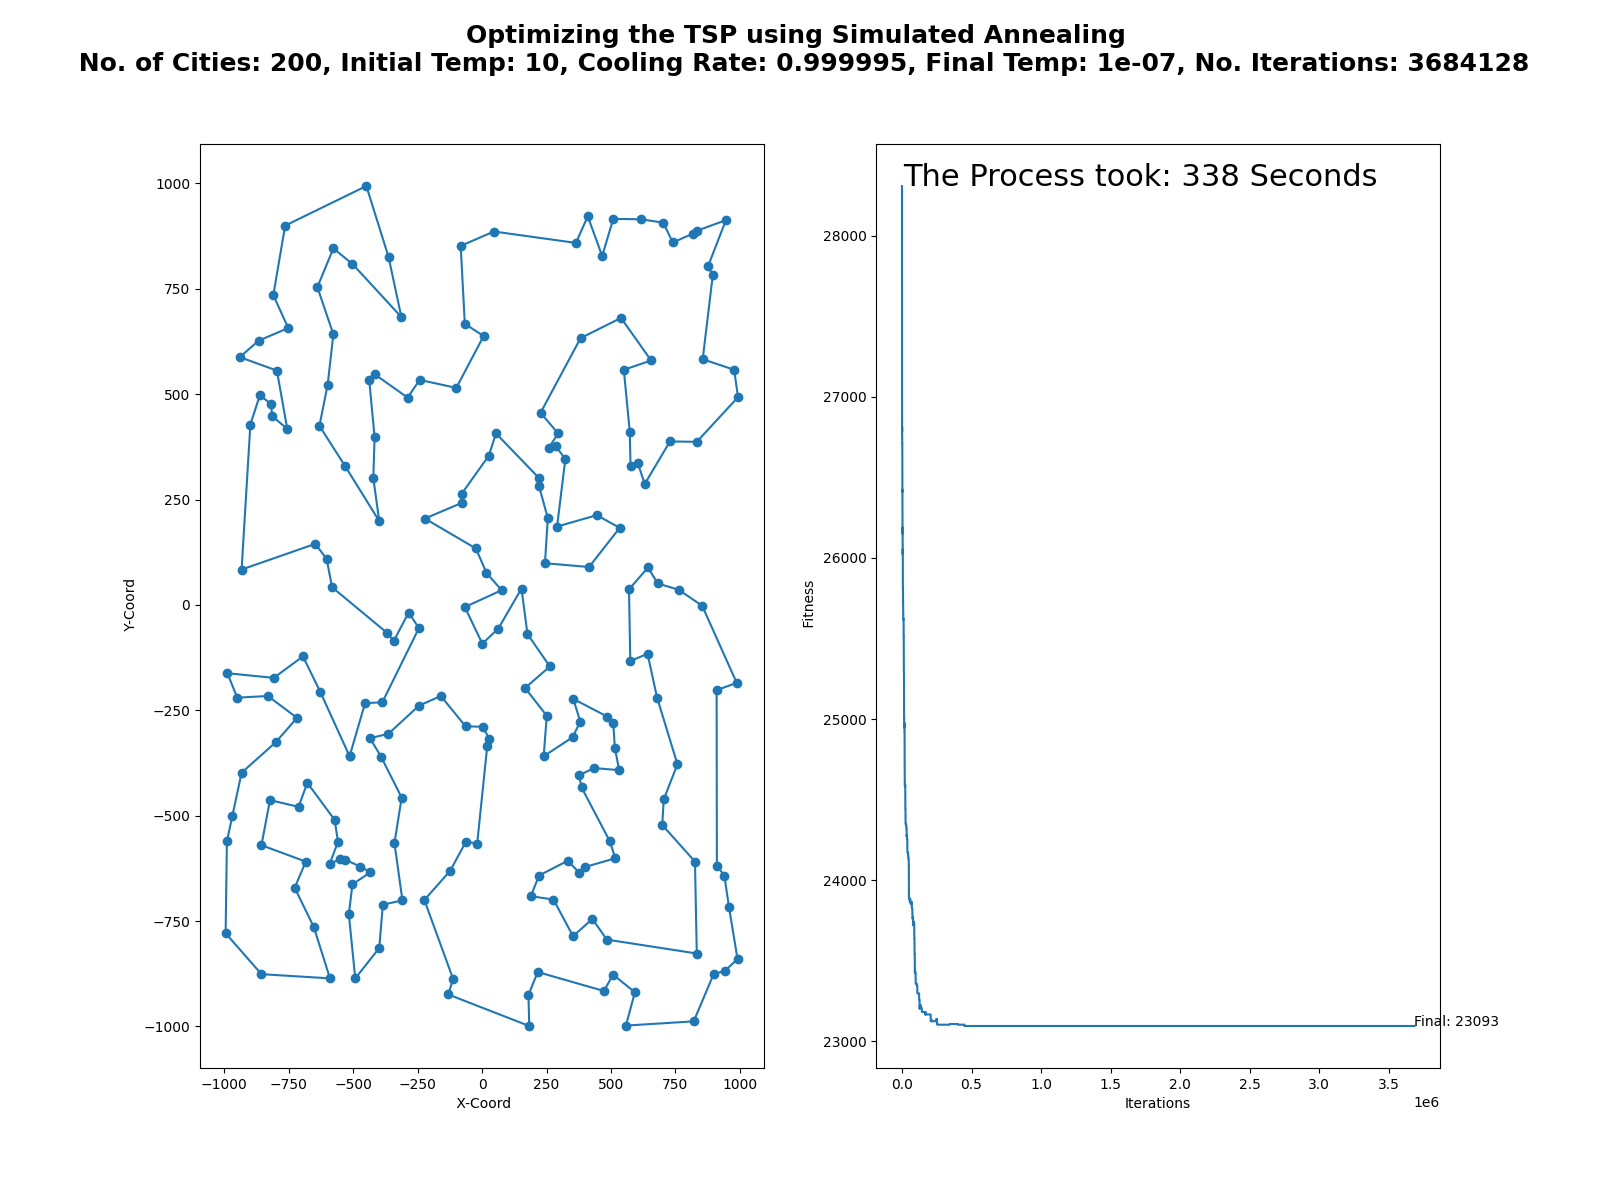 Optimizing the TSP using Simulated Annealing
No. of Cities: 200, Initial Temp: 10, Cooling Rate: 0.999995, Final Temp: 1e-07, No. Iterations: 3684128
1000
750
500
250
0
−250
−500
−750
−1000
Y-Coord
−1000 −750 −500 −250 0 250 500 750 1000
X-Coord
The Process took: 338 Seconds
28000
27000
26000
25000
24000
23000
Fitness
Final: 23093
0.0 0.5 1.0 1.5 2.0 2.5 3.0 3.5
Iterations
1e6